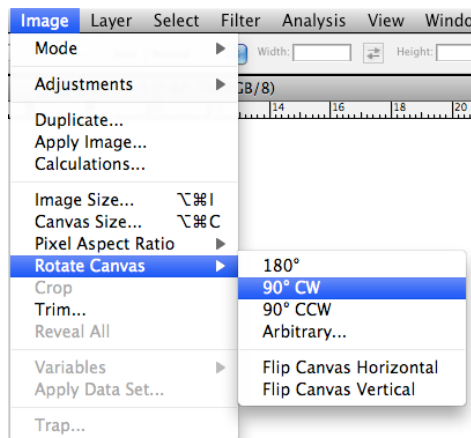 Image Layer Select Filter Analysis View Windo
Mode
Width: Height:
Adjustments
GB/8)
14 16 18 20
Duplicate...
Apply Image...
Calculations...
Image Size... ⌥⌘I
Canvas Size... ⌥⌘C
Pixel Aspect Ratio
Rotate Canvas
180°
Crop
90° CW
Trim...
90° CCW
Reveal All
Arbitrary...
Variables
Flip Canvas Horizontal
Apply Data Set...
Flip Canvas Vertical
Trap...